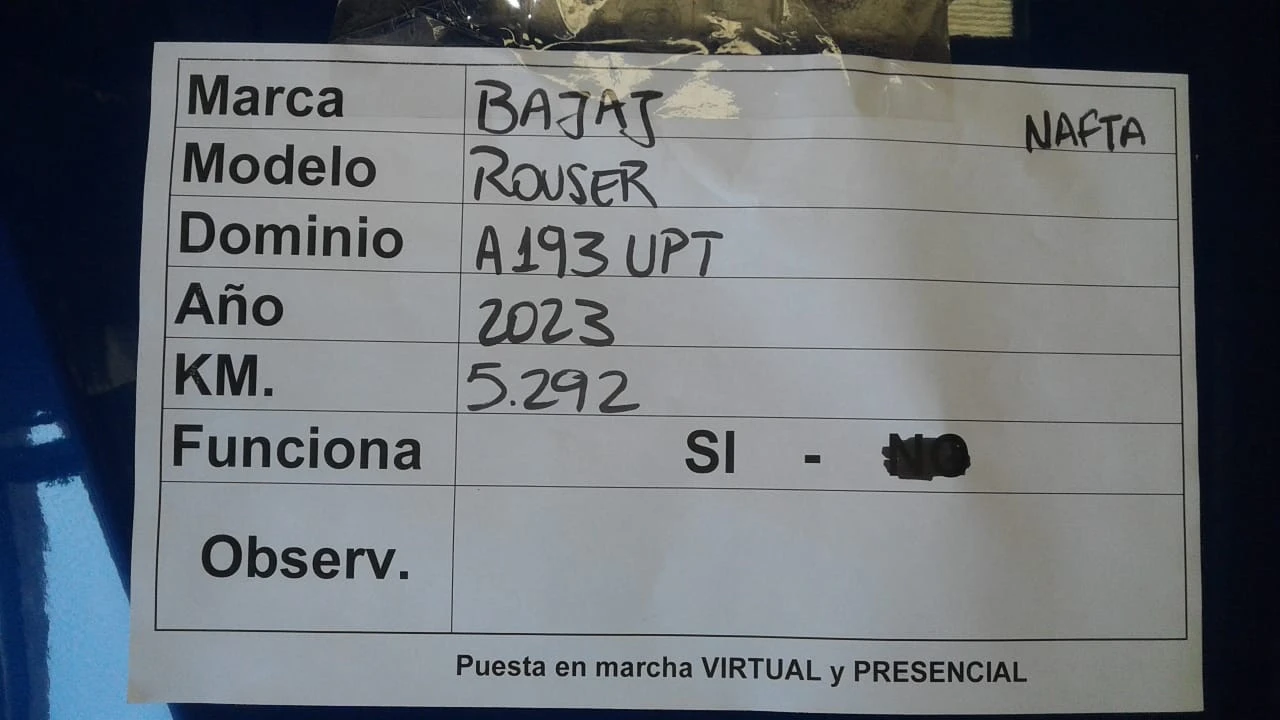 Marca BAJAJ NAFTA
Modelo ROUSER
Dominio A193UPT
Año 2023
KM. 5.292
Funciona SI - NO
Observ.
Puesta en marcha VIRTUAL y PRESENCIAL